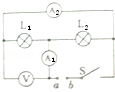 A₂
L₁ L₂
A₁
V a b S